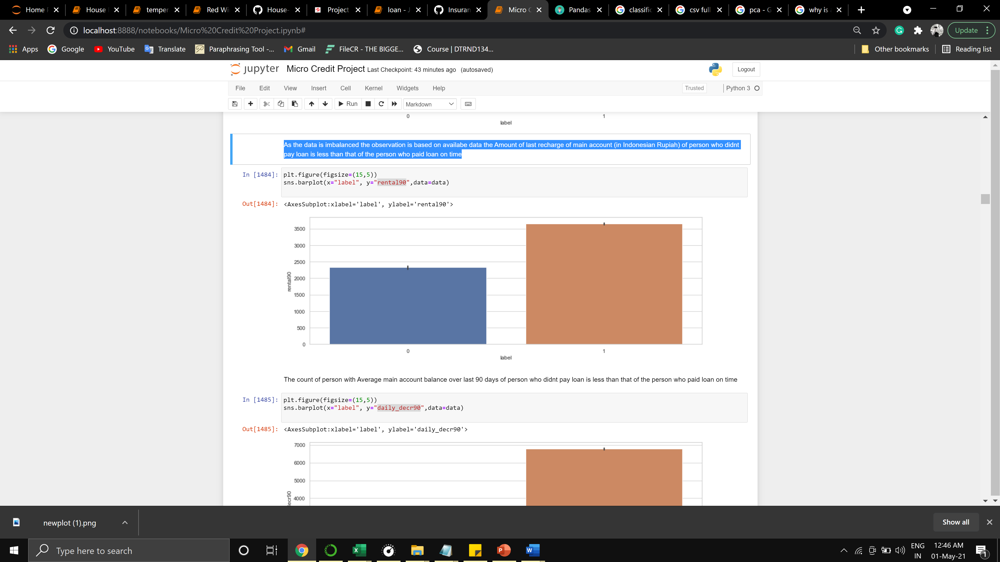 Home
House
temper
Red Wi
House-
Project
loan - J
Insuran
Micro C
Pandas
classific
csv full
pca - G
why is
localhost:8888/notebooks/Micro%20Credit%20Project.ipynb#
Update
Apps
Google
YouTube
Translate
Paraphrasing Tool -...
Gmail
FileCR - THE BIGGE...
Course | DTRND134...
Other bookmarks
Reading list
jupyter Micro Credit Project Last Checkpoint: 43 minutes ago (autosaved)
Logout
File Edit View Insert Cell Kernel Widgets Help
Trusted
Python 3
Run
Markdown
0 1
label
As the data is imbalanced the observation is based on availabe data the Amount of last recharge of main account (in Indonesian Rupiah) of person who didnt
pay loan is less than that of the person who paid loan on time
In [1484]: plt.figure(figsize=(15,5))
sns.barplot(x="label", y="rental90",data=data)
Out[1484]: <AxesSubplot:xlabel='label', ylabel='rental90'>
3500
3000
2500
2000
1500
1000
500
0
rental90
0 1
label
The count of person with Average main account balance over last 90 days of person who didnt pay loan is less than that of the person who paid loan on time
In [1485]: plt.figure(figsize=(15,5))
sns.barplot(x="label", y="daily_decr90",data=data)
Out[1485]: <AxesSubplot:xlabel='label', ylabel='daily_decr90'>
7000
6000
5000
4000
ecr90
newplot (1).png
Show all
Type here to search
ENG
IN
12:46 AM
01-May-21
1